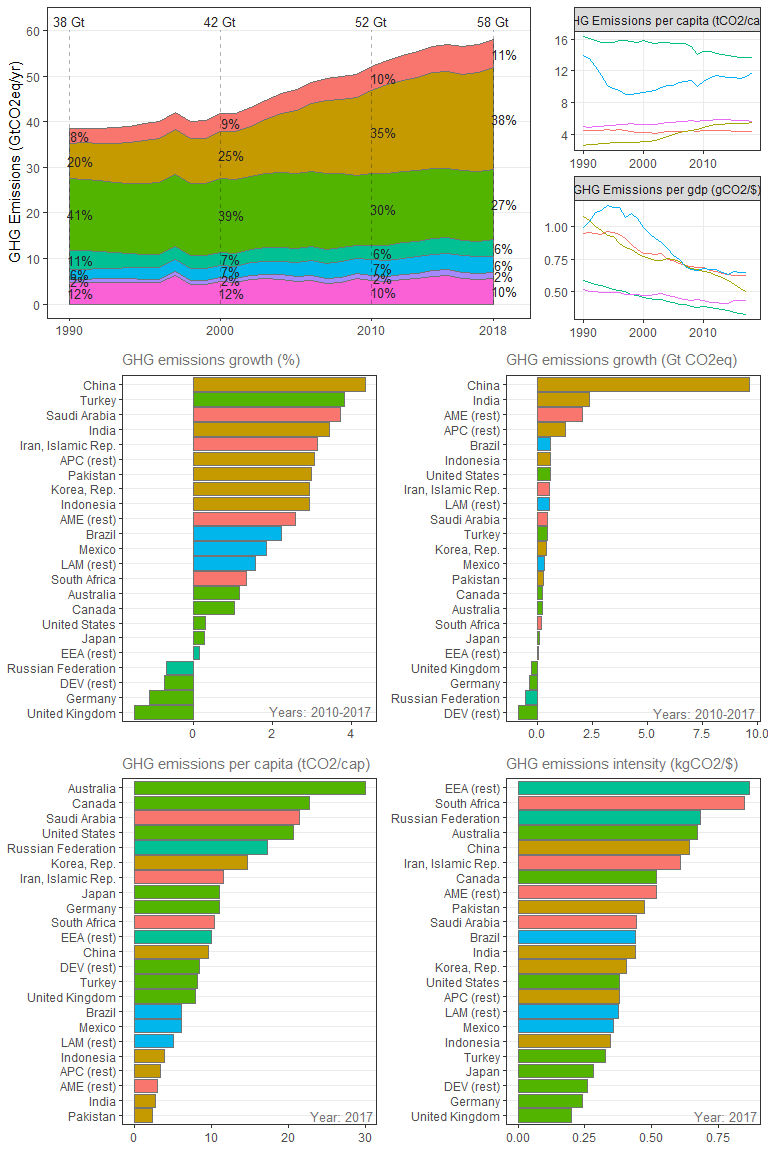 38 Gt 42 Gt 52 Gt 58 Gt
GHG Emissions (GtCO2eq/yr)
60
50
40
30
20
10
0
8% 9% 10% 11%
20% 25% 35% 38%
41% 39% 30% 27%
11% 7% 6% 6%
6% 7% 7% 6%
2% 2% 2% 2%
12% 12% 10% 10%
1990 2000 2010 2018
HG Emissions per capita (tCO2/ca
16
12
8
4
1990 2000 2010
GHG Emissions per gdp (gCO2/$)
1.00
0.75
0.50
1990 2000 2010
GHG emissions growth (%)
China
Turkey
Saudi Arabia
India
Iran, Islamic Rep.
APC (rest)
Pakistan
Korea, Rep.
Indonesia
AME (rest)
Brazil
Mexico
LAM (rest)
South Africa
Australia
Canada
United States
Japan
EEA (rest)
Russian Federation
DEV (rest)
Germany
United Kingdom
Years: 2010-2017
0 2 4
GHG emissions growth (Gt CO2eq)
China
India
AME (rest)
APC (rest)
Brazil
Indonesia
United States
Iran, Islamic Rep.
LAM (rest)
Saudi Arabia
Turkey
Korea, Rep.
Mexico
Pakistan
Canada
Australia
South Africa
Japan
EEA (rest)
United Kingdom
Germany
Russian Federation
DEV (rest)
Years: 2010-2017
0.0 2.5 5.0 7.5 10.0
GHG emissions per capita (tCO2/cap)
Australia
Canada
Saudi Arabia
United States
Russian Federation
Korea, Rep.
Iran, Islamic Rep.
Japan
Germany
South Africa
EEA (rest)
China
DEV (rest)
Turkey
United Kingdom
Brazil
Mexico
LAM (rest)
Indonesia
APC (rest)
AME (rest)
India
Pakistan
Year: 2017
0 10 20 30
GHG emissions intensity (kgCO2/$)
EEA (rest)
South Africa
Russian Federation
Australia
China
Iran, Islamic Rep.
Canada
AME (rest)
Pakistan
Saudi Arabia
Brazil
India
Korea, Rep.
United States
APC (rest)
LAM (rest)
Mexico
Indonesia
Turkey
Japan
DEV (rest)
Germany
United Kingdom
Year: 2017
0.00 0.25 0.50 0.75